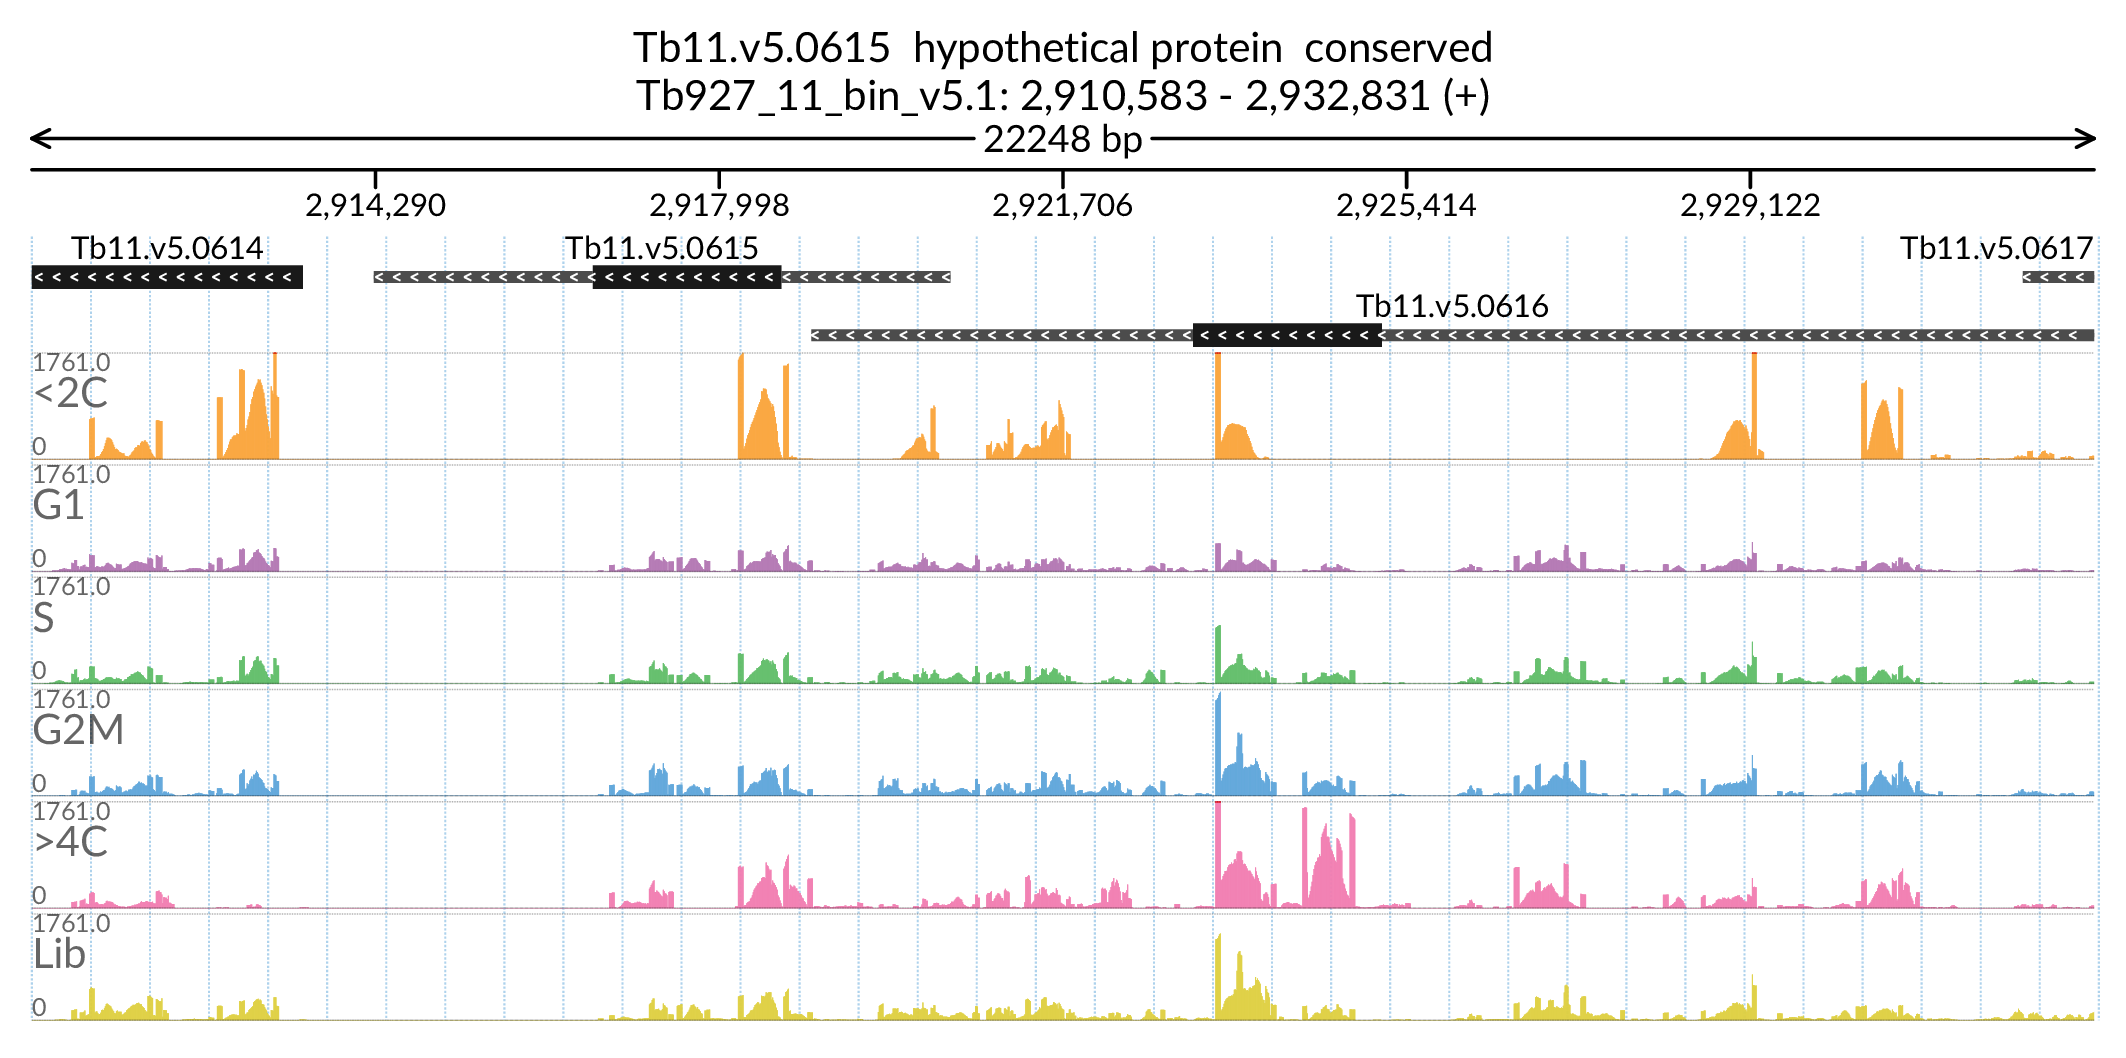 Tb11.v5.0615  hypothetical protein  conserved
Tb927_11_bin_v5.1: 2,910,583 - 2,932,831 (+)
22248 bp
2,914,290 2,917,998 2,921,706 2,925,414 2,929,122
Tb11.v5.0614 Tb11.v5.0615 Tb11.v5.0617
Tb11.v5.0616
1761.0
<2C
0
1761.0
G1
0
1761.0
S
0
1761.0
G2M
0
1761.0
>4C
0
1761.0
Lib
0